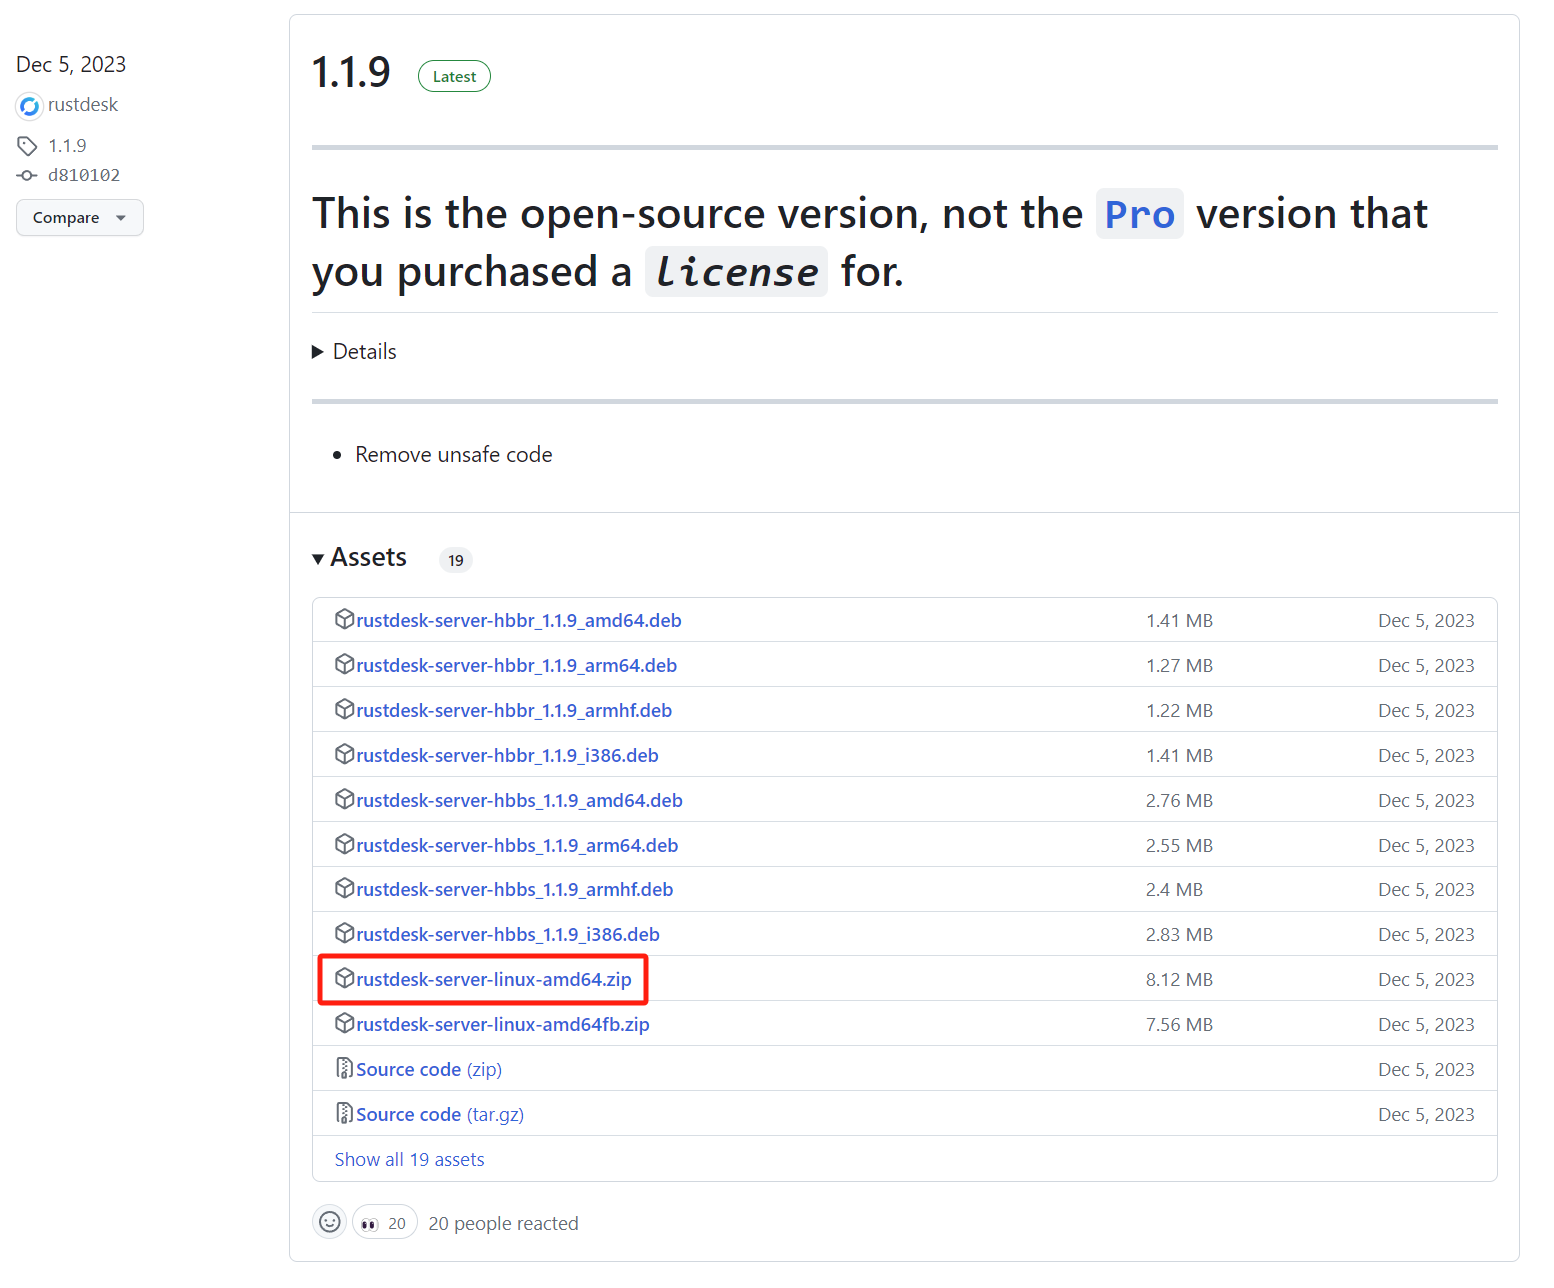 Dec 5, 2023
rustdesk
1.1.9
d810102
Compare
1.1.9 Latest
This is the open-source version, not the Pro version that
you purchased a license for.
Details
Remove unsafe code
Assets 19
rustdesk-server-hbbr_1.1.9_amd64.deb 1.41 MB Dec 5, 2023
rustdesk-server-hbbr_1.1.9_arm64.deb 1.27 MB Dec 5, 2023
rustdesk-server-hbbr_1.1.9_armhf.deb 1.22 MB Dec 5, 2023
rustdesk-server-hbbr_1.1.9_i386.deb 1.41 MB Dec 5, 2023
rustdesk-server-hbbs_1.1.9_amd64.deb 2.76 MB Dec 5, 2023
rustdesk-server-hbbs_1.1.9_arm64.deb 2.55 MB Dec 5, 2023
rustdesk-server-hbbs_1.1.9_armhf.deb 2.4 MB Dec 5, 2023
rustdesk-server-hbbs_1.1.9_i386.deb 2.83 MB Dec 5, 2023
rustdesk-server-linux-amd64.zip 8.12 MB Dec 5, 2023
rustdesk-server-linux-amd64fb.zip 7.56 MB Dec 5, 2023
Source code (zip) Dec 5, 2023
Source code (tar.gz) Dec 5, 2023
Show all 19 assets
20 20 people reacted